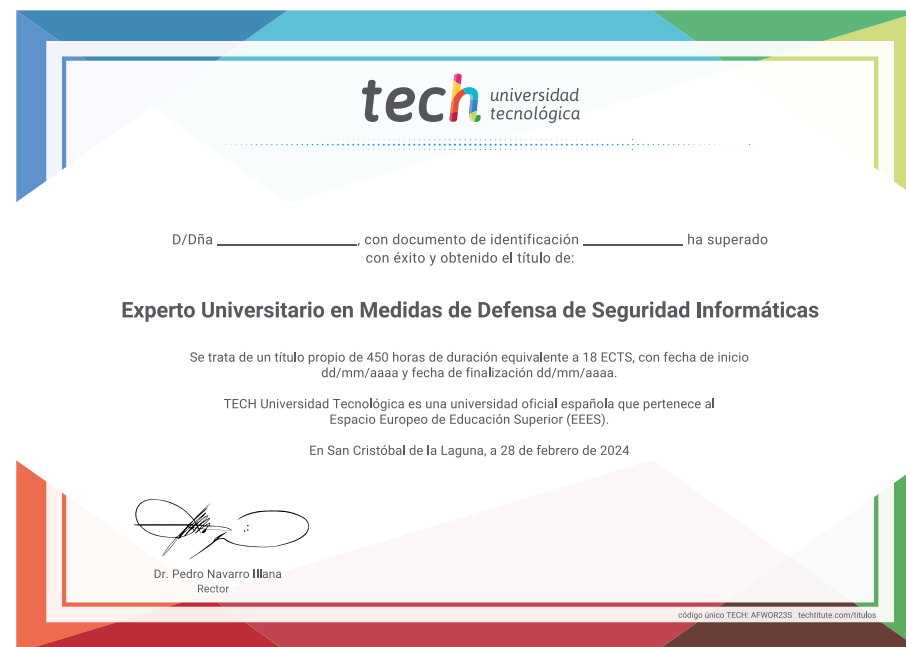 tech universidad
tecnológica
D/Dña ____________________, con documento de identificación ______________ ha superado
con éxito y obtenido el título de:
Experto Universitario en Medidas de Defensa de Seguridad Informáticas
Se trata de un título propio de 450 horas de duración equivalente a 18 ECTS, con fecha de inicio
dd/mm/aaaa y fecha de finalización dd/mm/aaaa.
TECH Universidad Tecnológica es una universidad oficial española que pertenece al
Espacio Europeo de Educación Superior (EEES).
En San Cristóbal de la Laguna, a 28 de febrero de 2024
Dr. Pedro Navarro Illana
Rector
código único TECH: AFWOR23S techtitute.com/titulos